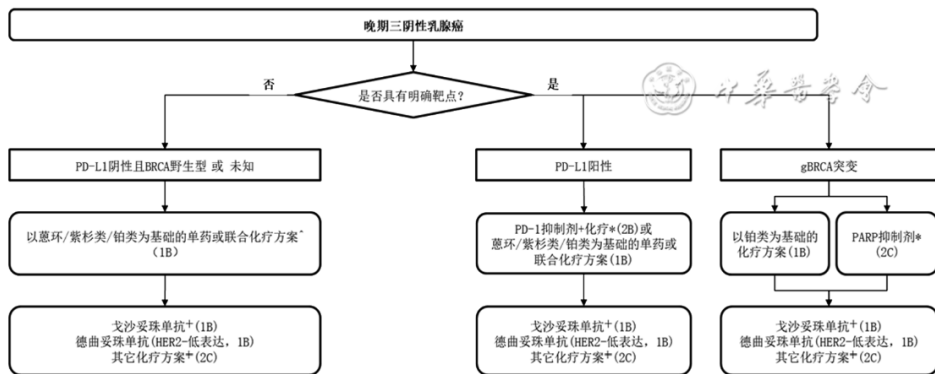 晚期三阴性乳腺癌
中华医学会
否
是
是否具有明确靶点?
PD-L1阴性且BRCA野生型 或 未知
PD-L1阳性
gBRCA突变
以蒽环/紫杉类/铂类为基础的单药或联合化疗方案^
(1B)
PD-1抑制剂+化疗*(2B)或
蒽环/紫杉类/铂类为基础的单药或
联合化疗方案(1B)
以铂类为基础的
化疗方案(1B)
PARP抑制剂*
(2C)
戈沙妥珠单抗⁺(1B)
德曲妥珠单抗(HER2-低表达, 1B)
其它化疗方案⁺(2C)
戈沙妥珠单抗⁺(1B)
德曲妥珠单抗(HER2-低表达, 1B)
其它化疗方案⁺(2C)
戈沙妥珠单抗⁺(1B)
德曲妥珠单抗(HER2-低表达, 1B)
其它化疗方案⁺(2C)